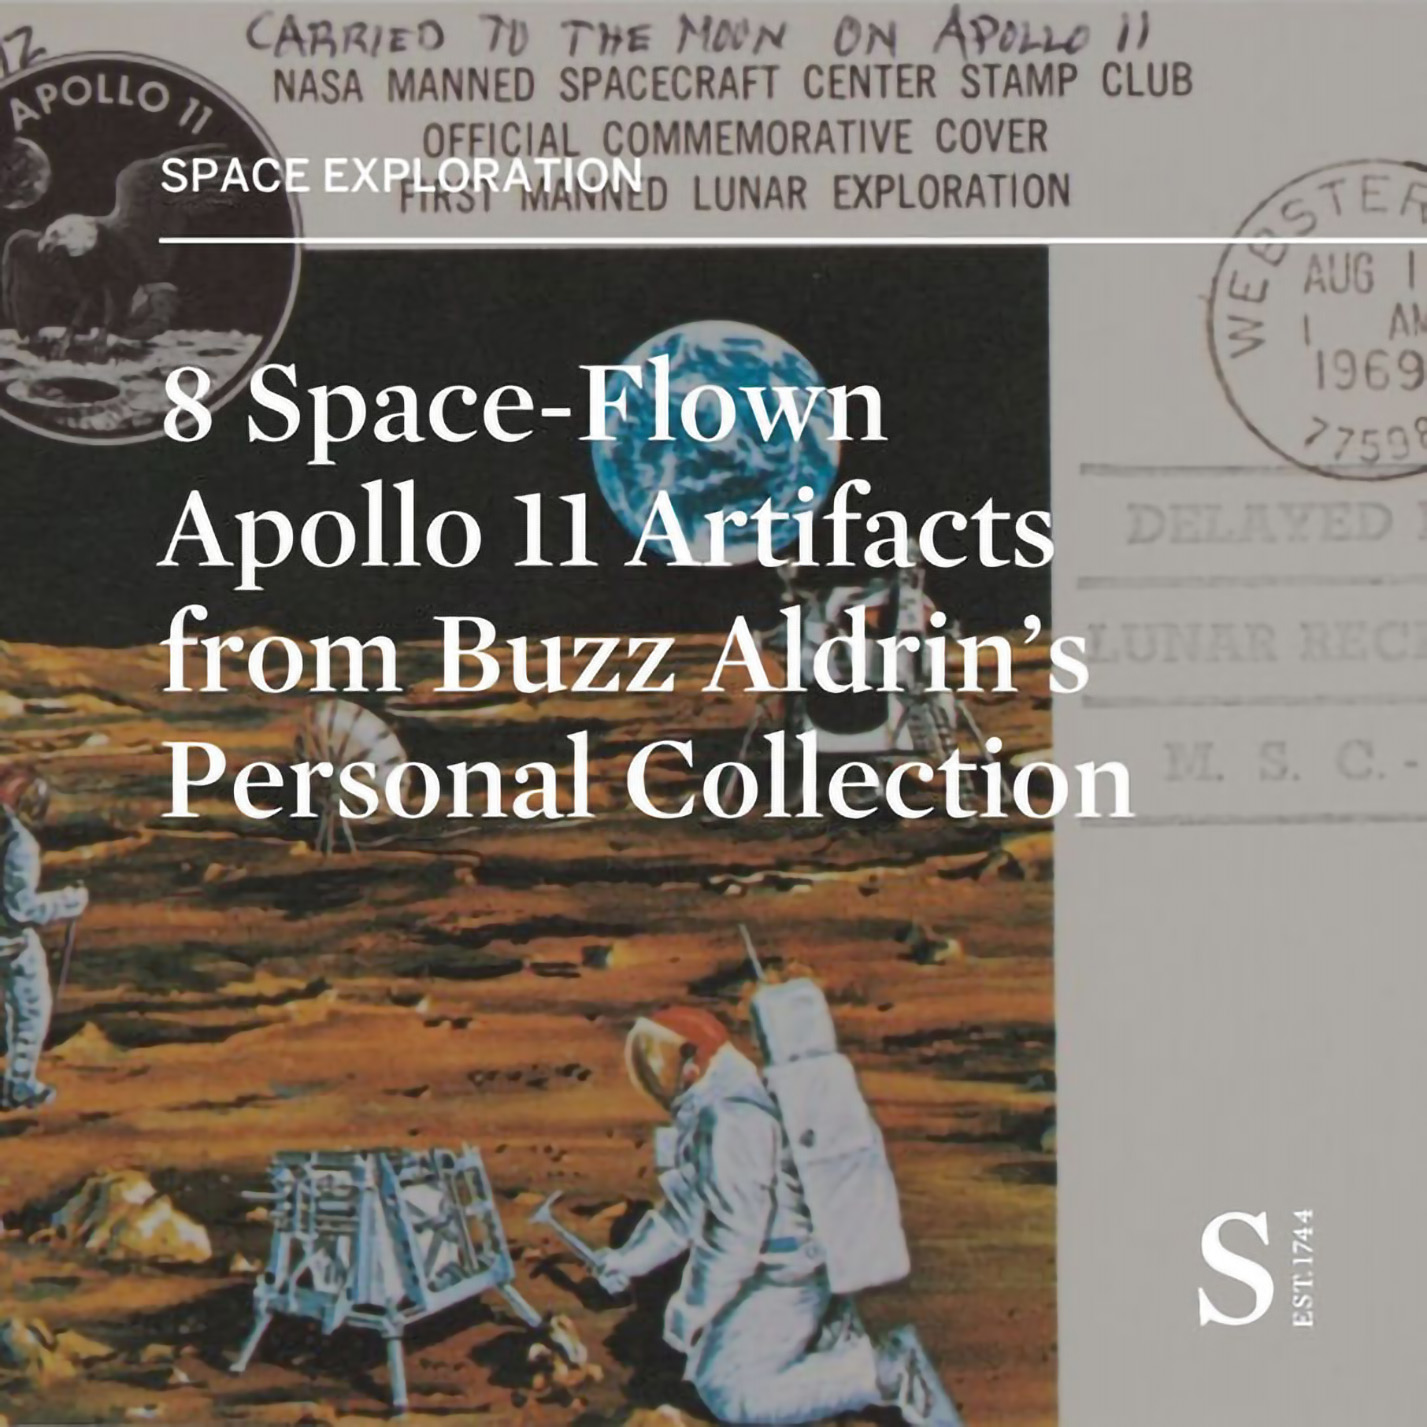 CARRIED TO THE MOON ON APOLLO 11
NASA MANNED SPACECRAFT CENTER STAMP CLUB
OFFICIAL COMMEMORATIVE COVER
FIRST MANNED LUNAR EXPLORATION
APOLLO 11
SPACE EXPLORATION
WEBSTER
AUG 1
1 AM
1969
77598
8 Space-Flown
Apollo 11 Artifacts
from Buzz Aldrin's
Personal Collection
DELAYED
LUNAR REC
M. S. C. -
S
EST. 1744